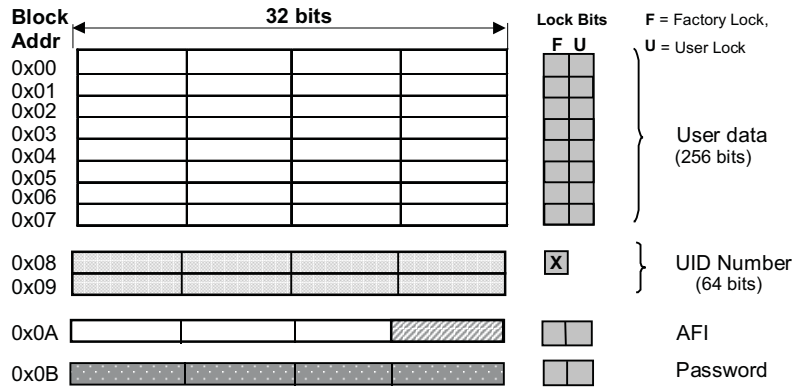 Block Addr
32 bits
Lock Bits
F = Factory Lock,
F U
U = User Lock
0x00
0x01
0x02
0x03
0x04
0x05
0x06
0x07
User data
(256 bits)
0x08
0x09
X
UID Number
(64 bits)
0x0A
AFI
0x0B
Password